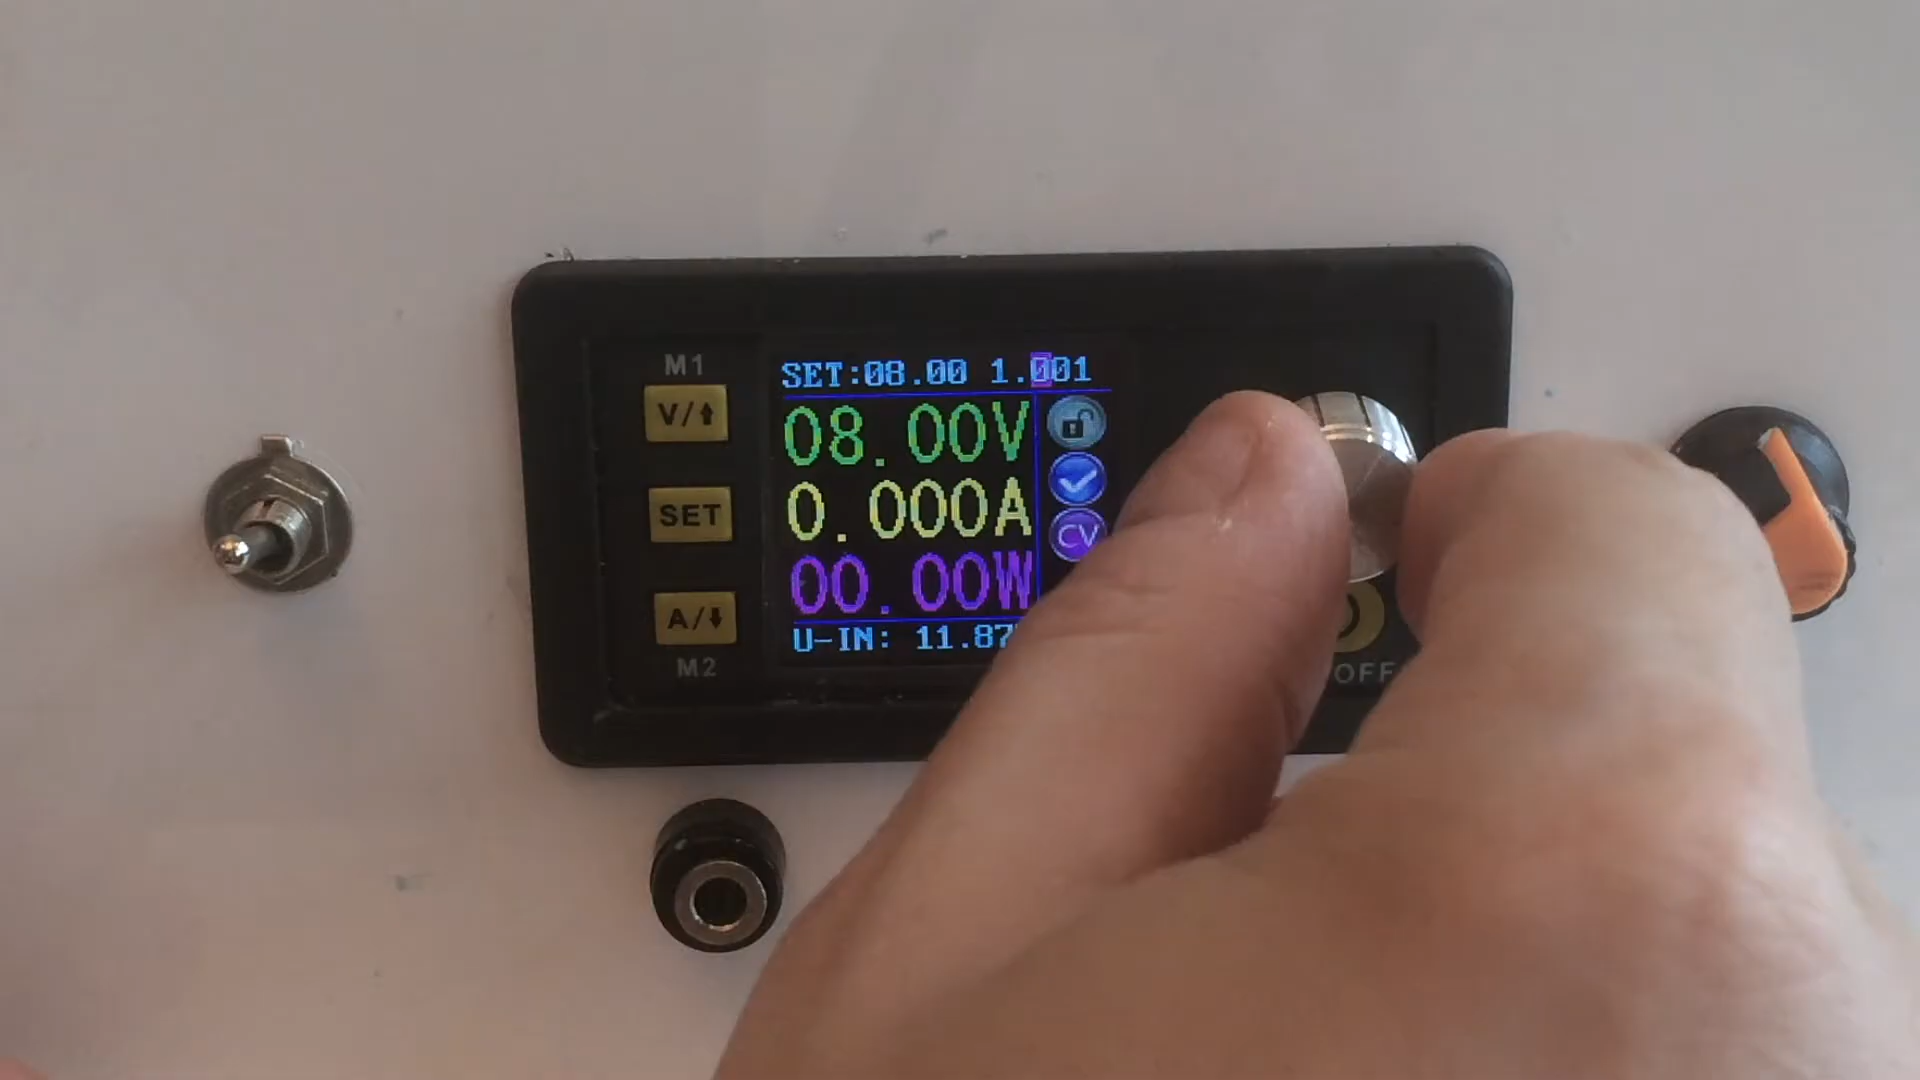 M1
V/⬆
SET
A/⬇
M2
SET:08.00 1.001
08.00V
0.000A
CV
00.00W
U-IN: 11.87
OFF